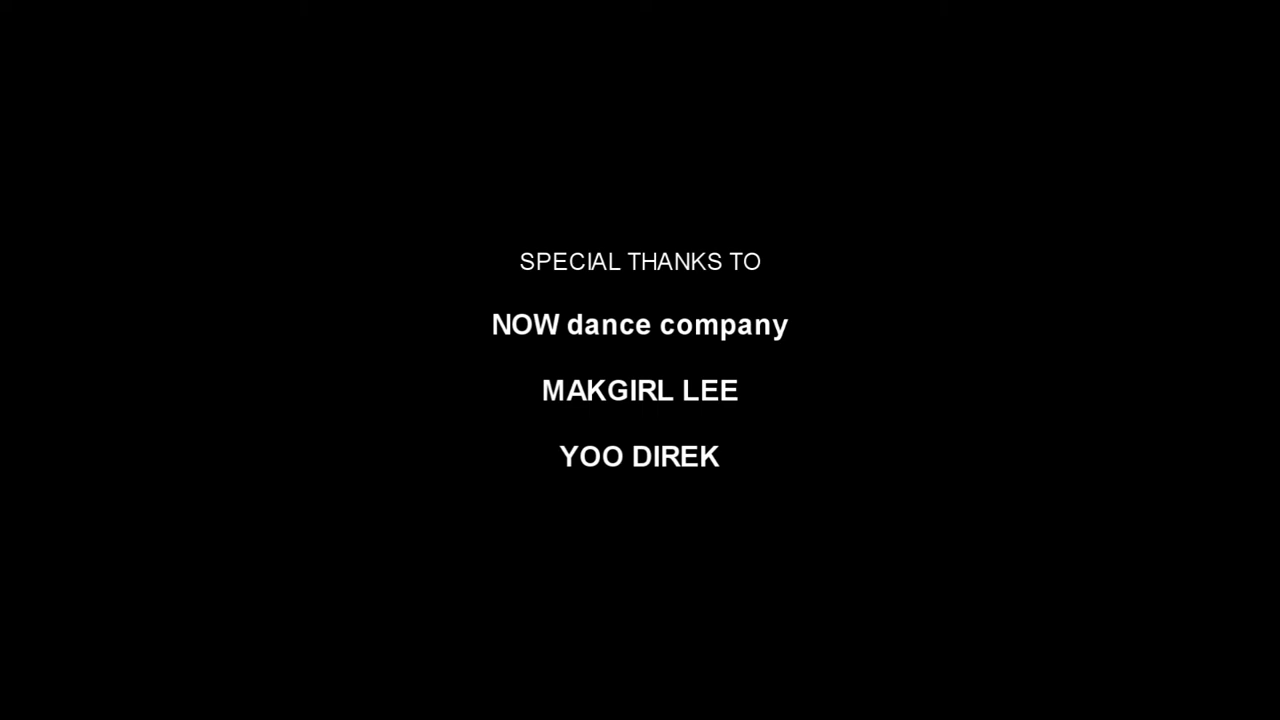 SPECIAL THANKS TO
NOW dance company
MAKGIRL LEE
YOO DIREK